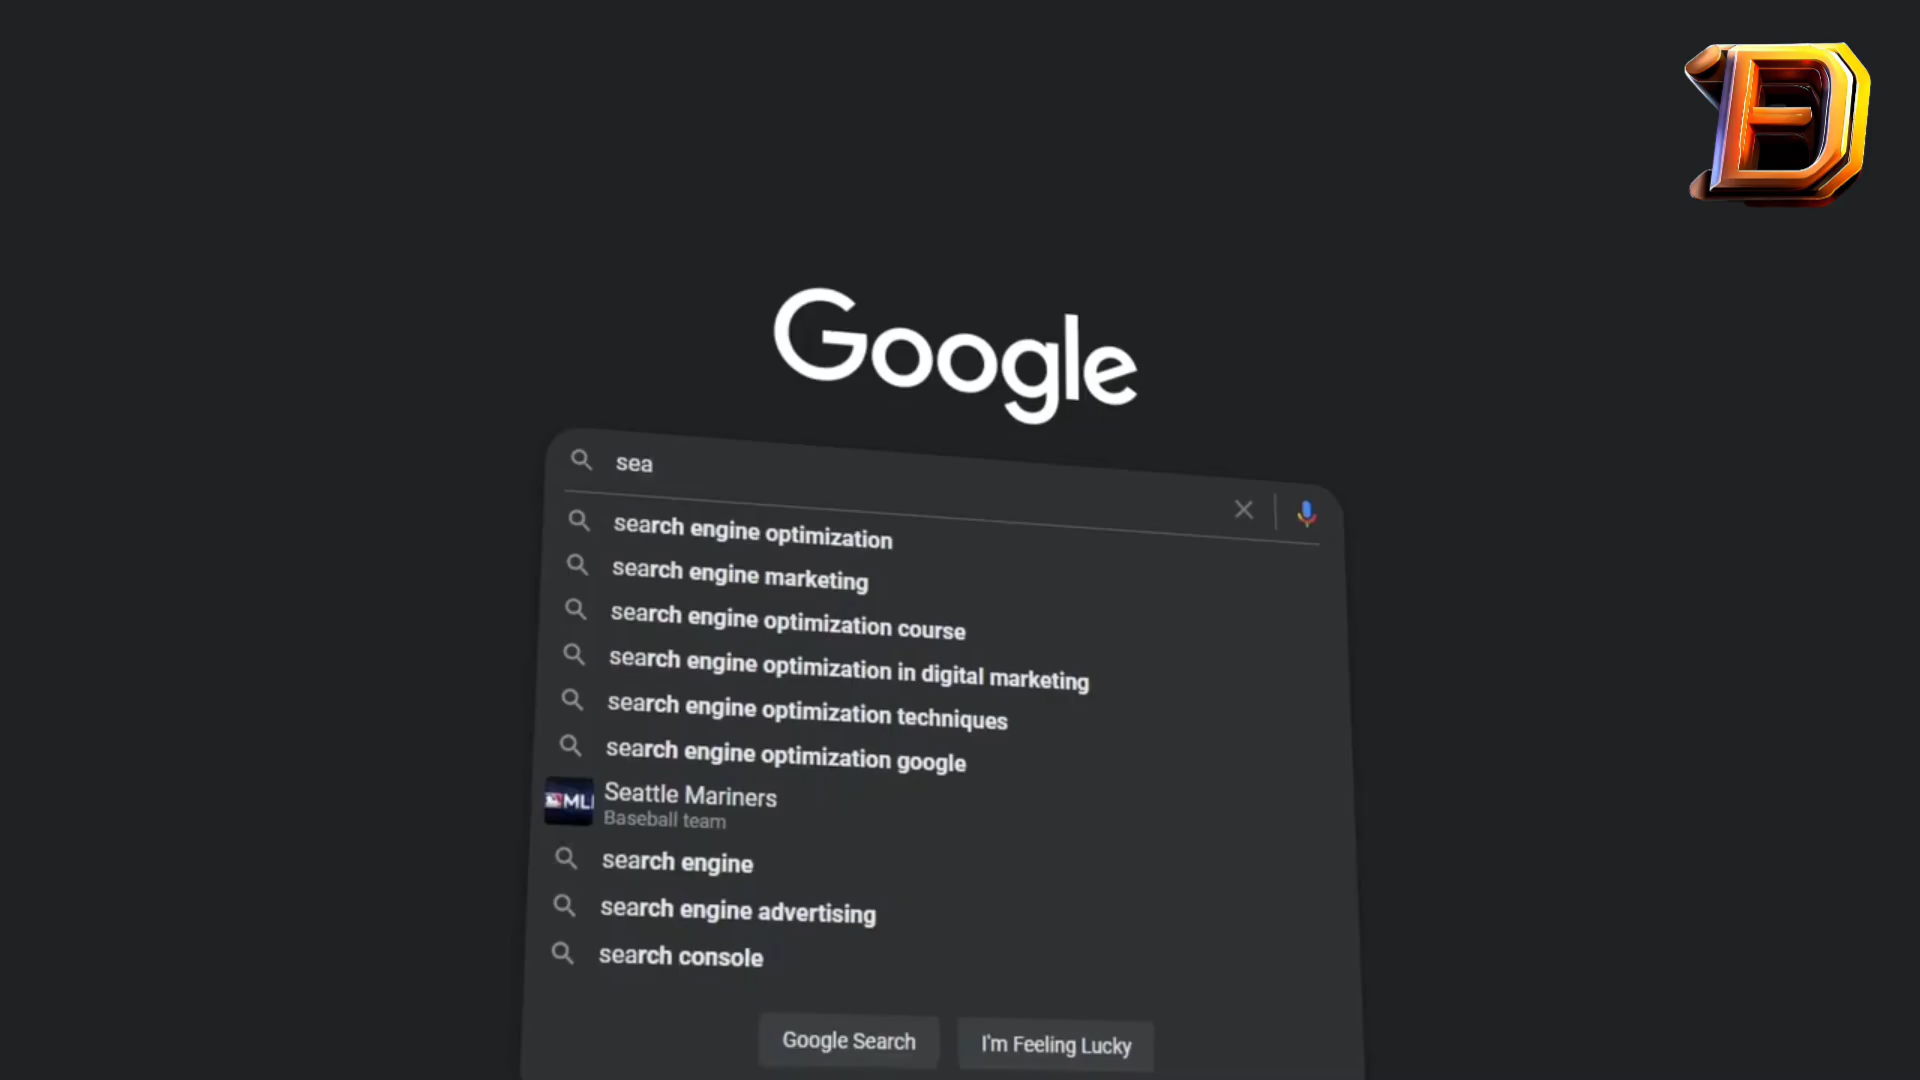 D
Google
sea
search engine optimization
search engine marketing
search engine optimization course
search engine optimization in digital marketing
search engine optimization techniques
search engine optimization google
Seattle Mariners
Baseball team
search engine
search engine advertising
search console
Google Search
I'm Feeling Lucky